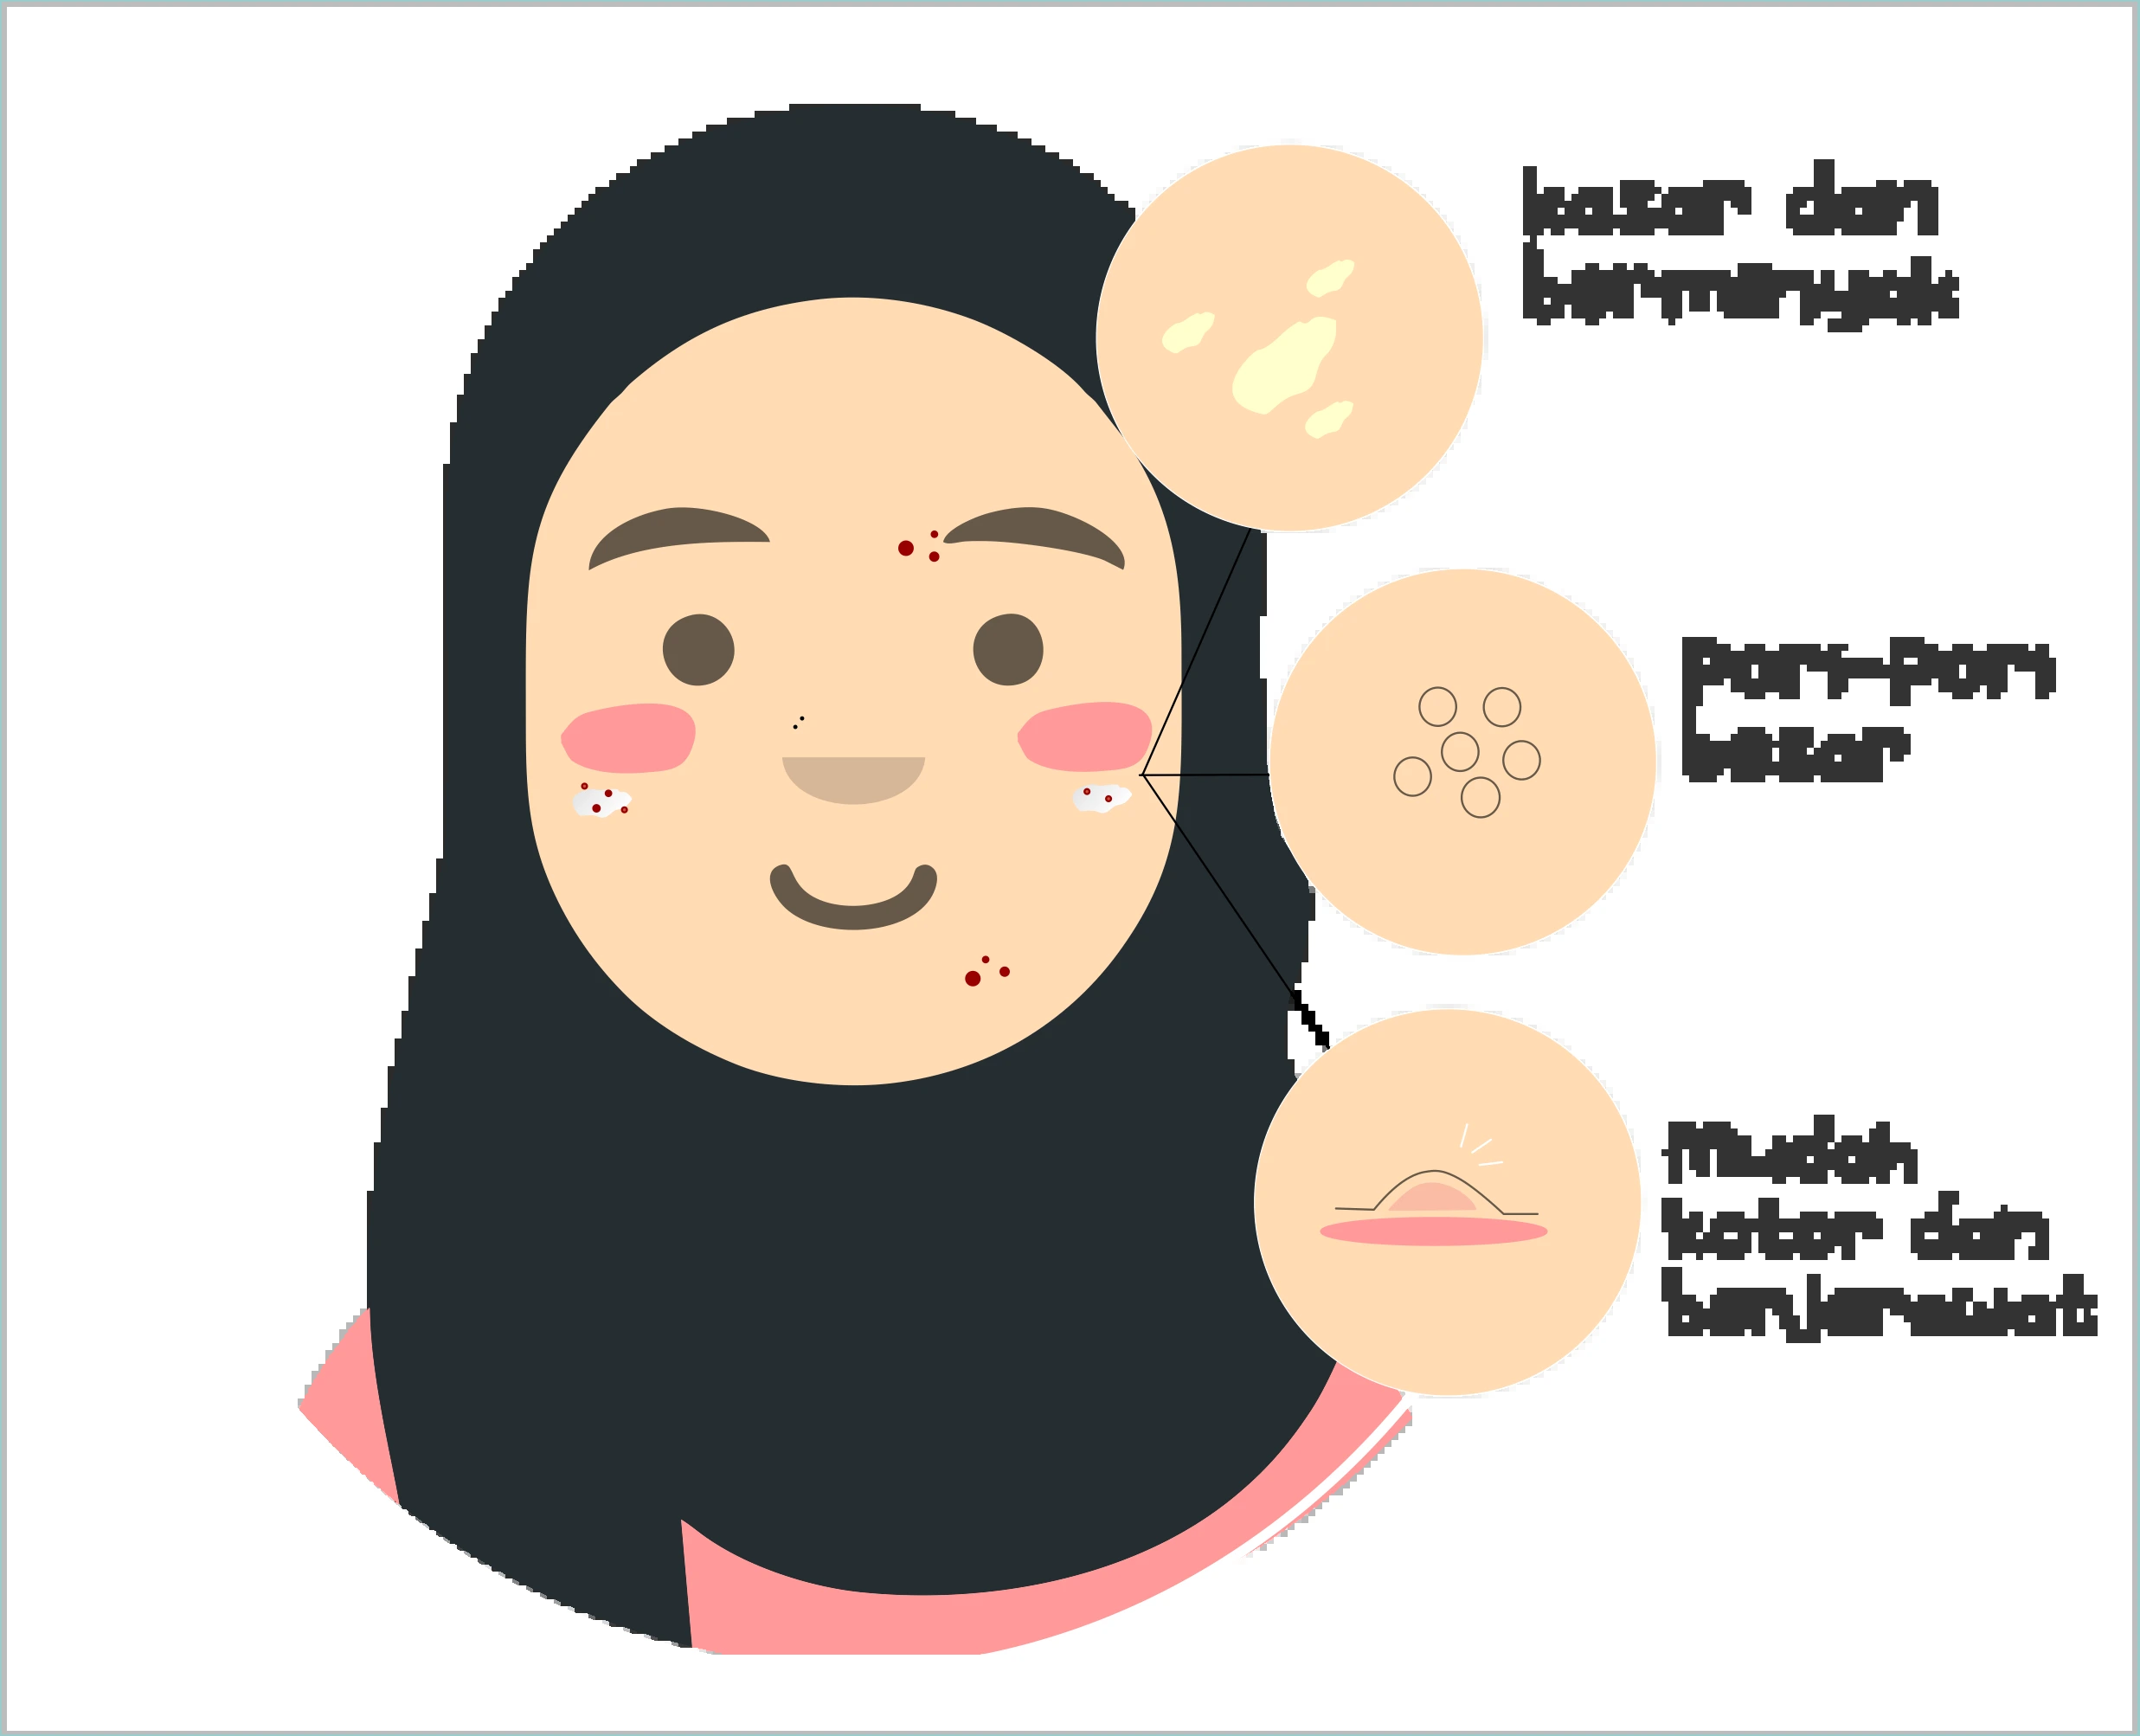 kasar dan
berminyak
Pori-pori
besar
mudah
kotor dan
berjerawat